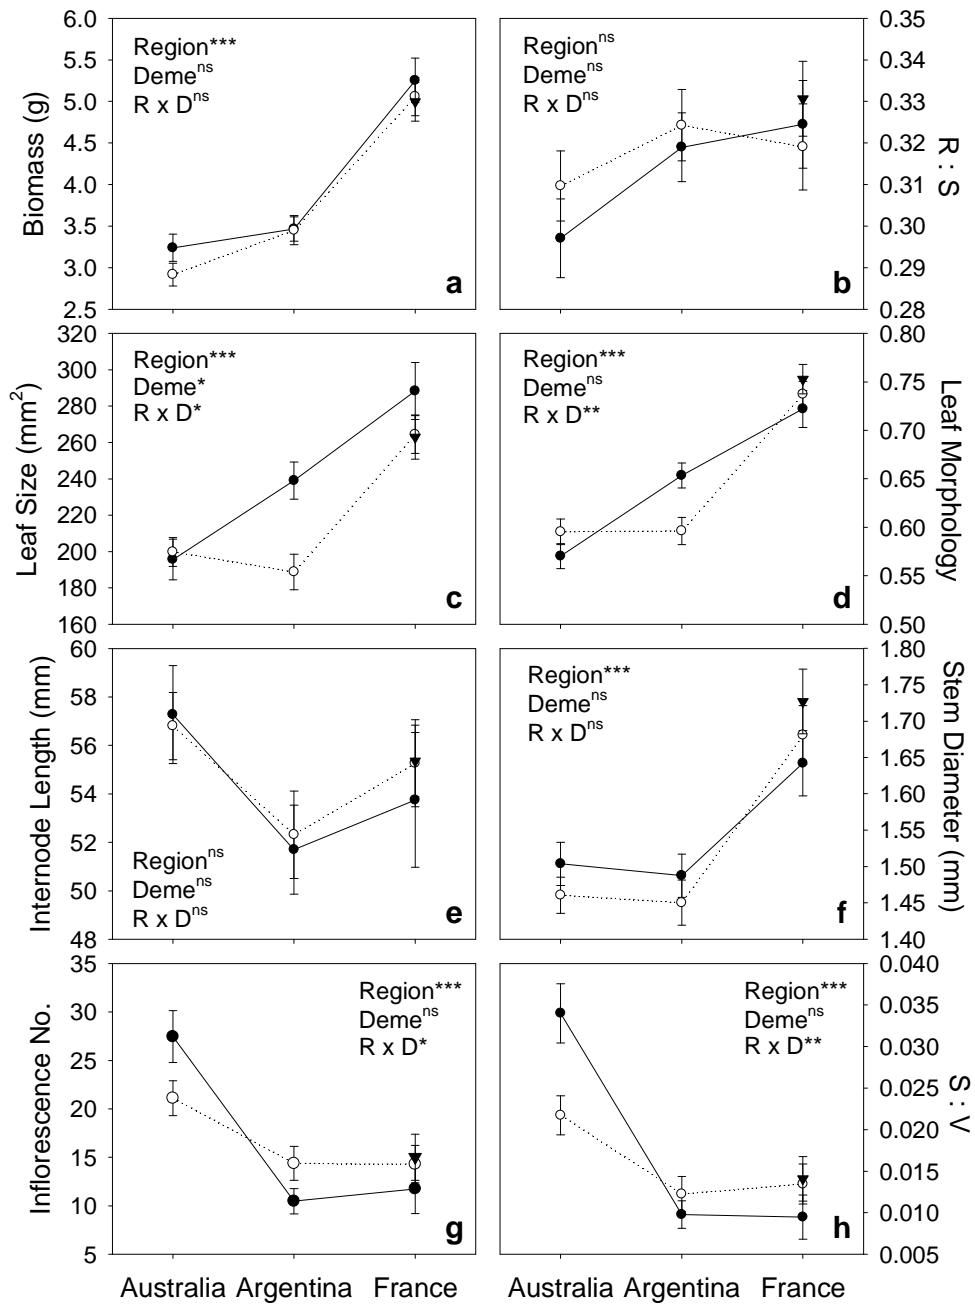 6.0
5.5
5.0
4.5
4.0
3.5
3.0
2.5
Biomass (g)
Region***
Deme^ns
R x D^ns
a
Region^ns
Deme^ns
R x D^ns
b
0.35
0.34
0.33
0.32
0.31
0.30
0.29
0.28
R : S
320
300
280
260
240
220
200
180
160
Leaf Size (mm²)
Region***
Deme*
R x D*
c
Region***
Deme^ns
R x D**
d
0.80
0.75
0.70
0.65
0.60
0.55
0.50
Leaf Morphology
60
58
56
54
52
50
48
Internode Length (mm)
Region^ns
Deme^ns
R x D^ns
e
Region***
Deme^ns
R x D^ns
f
1.80
1.75
1.70
1.65
1.60
1.55
1.50
1.45
1.40
Stem Diameter (mm)
35
30
25
20
15
10
5
Inflorescence No.
Region***
Deme^ns
R x D*
g
Region***
Deme^ns
R x D**
h
0.040
0.035
0.030
0.025
0.020
0.015
0.010
0.005
S : V
Australia Argentina France
Australia Argentina France